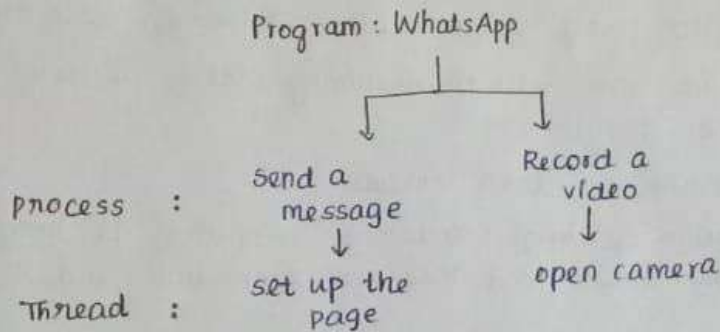 Program : WhatsApp
send a
message
Record a
video
process :
set up the
page
open camera
Thread :